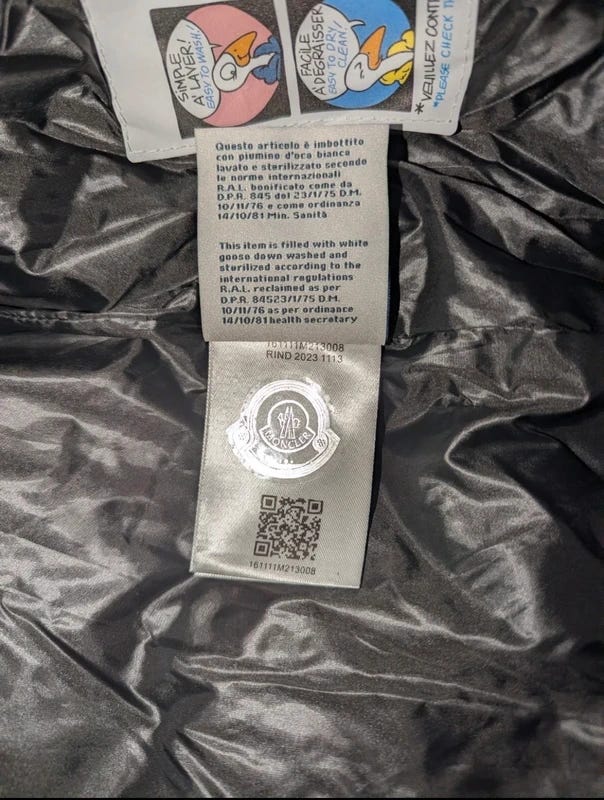 SIMPLE
À LAVER!
EASY TO WASH!
FACILE
À DÉGRAISSER
EASY TO DRY
CLEAN!
*VEUILLEZ CONT
*PLEASE CHECK TH
Questo articolo è imbottito
con piumino d'oca bianca
lavato e sterilizzato secondo
le norme internazionali
R.A.L. bonificato come da
D.P.R. 845 del 23/1/75 D.M.
10/11/76 e come ordinanza
14/10/81 Min. Sanità
This item is filled with white
goose down washed and
sterilized according to the
international regulations
R.A.L. reclaimed as per
D.P.R. 84523/1/75 D.M.
10/11/76 as per ordinance
14/10/81 health secretary
161111M213008
RIND 2023 1113
MONCLER
161111M213008